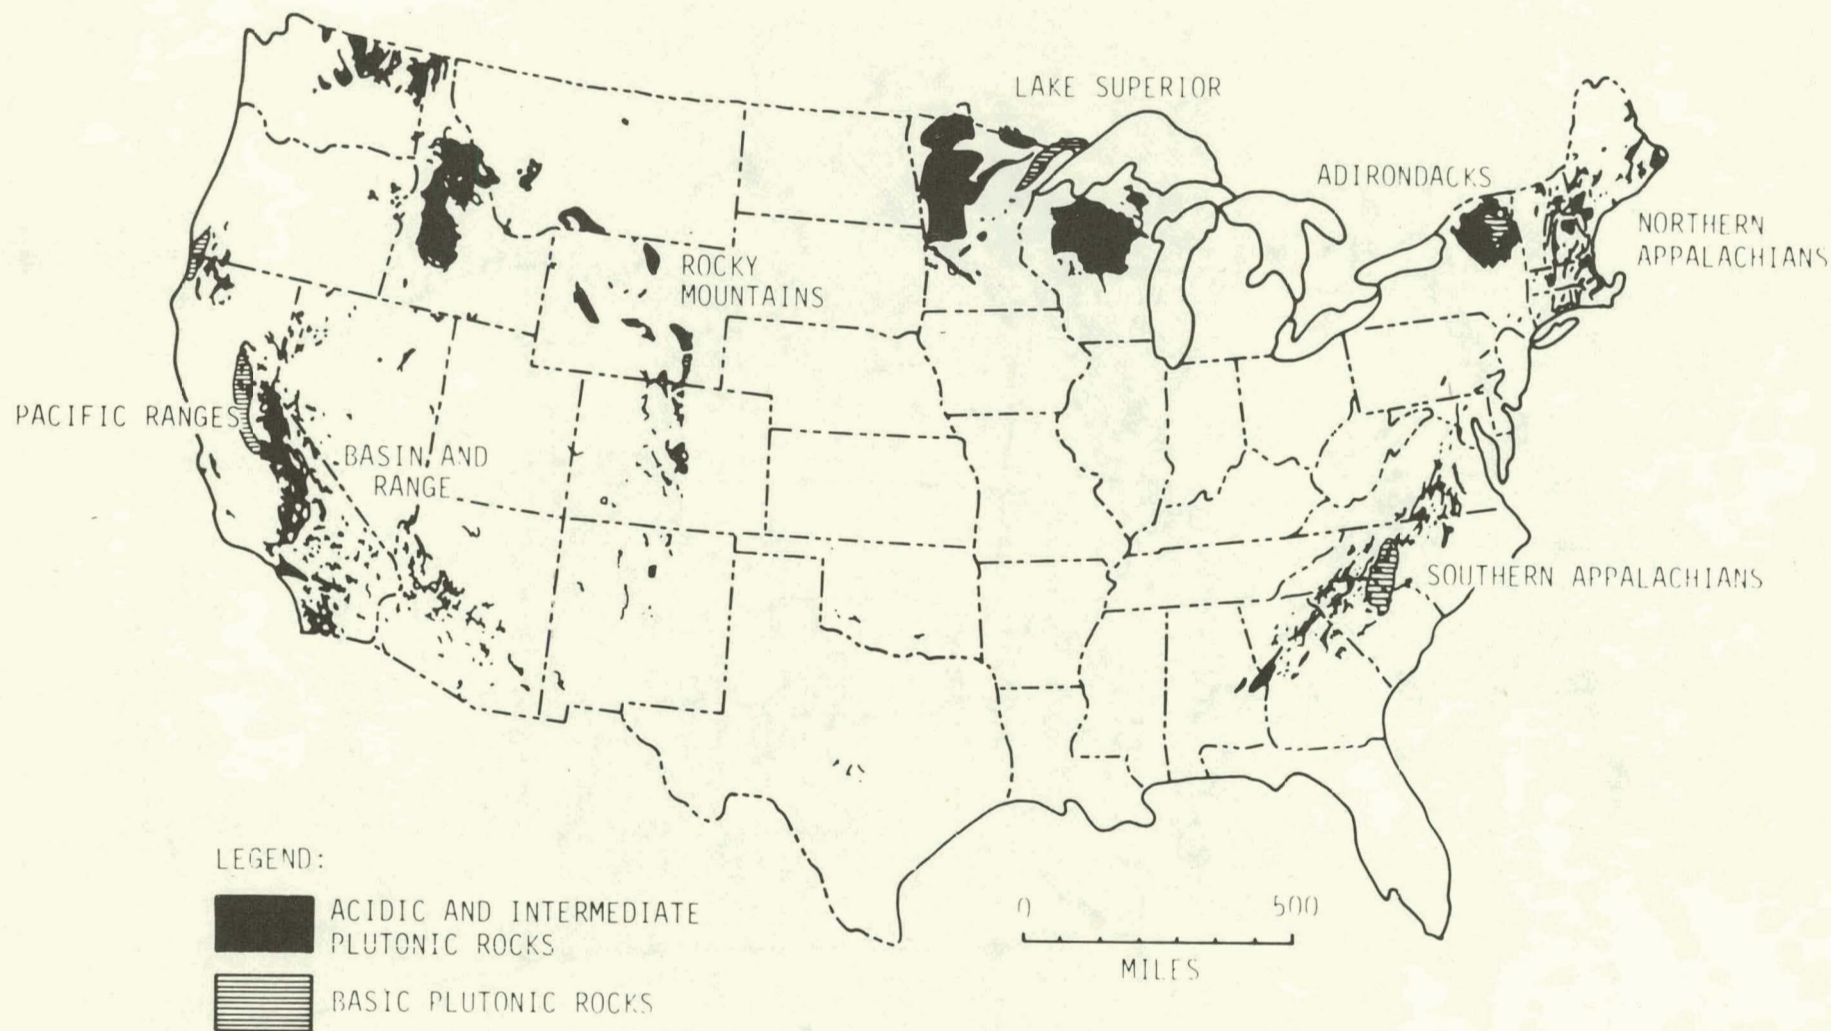 LAKE SUPERIOR
ADIRONDACKS
NORTHERN
APPALACHIANS
ROCKY
MOUNTAINS
PACIFIC RANGES
BASIN AND
RANGE
SOUTHERN APPALACHIANS
LEGEND:
ACIDIC AND INTERMEDIATE
PLUTONIC ROCKS
BASIC PLUTONIC ROCKS
0 500
MILES